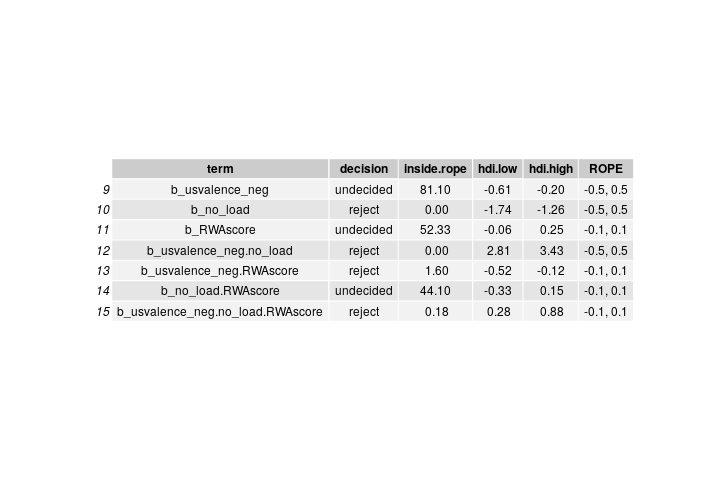 term decision inside.rope hdi.low hdi.high ROPE
9 b_usvalence_neg undecided 81.10 -0.61 -0.20 -0.5, 0.5
10 b_no_load reject 0.00 -1.74 -1.26 -0.5, 0.5
11 b_RWAscore undecided 52.33 -0.06 0.25 -0.1, 0.1
12 b_usvalence_neg.no_load reject 0.00 2.81 3.43 -0.5, 0.5
13 b_usvalence_neg.RWAscore reject 1.60 -0.52 -0.12 -0.1, 0.1
14 b_no_load.RWAscore undecided 44.10 -0.33 0.15 -0.1, 0.1
15 b_usvalence_neg.no_load.RWAscore reject 0.18 0.28 0.88 -0.1, 0.1